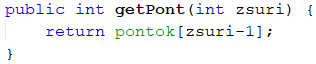 public int getPont(int zsuri) {
    return pontok[zsuri-1];
}